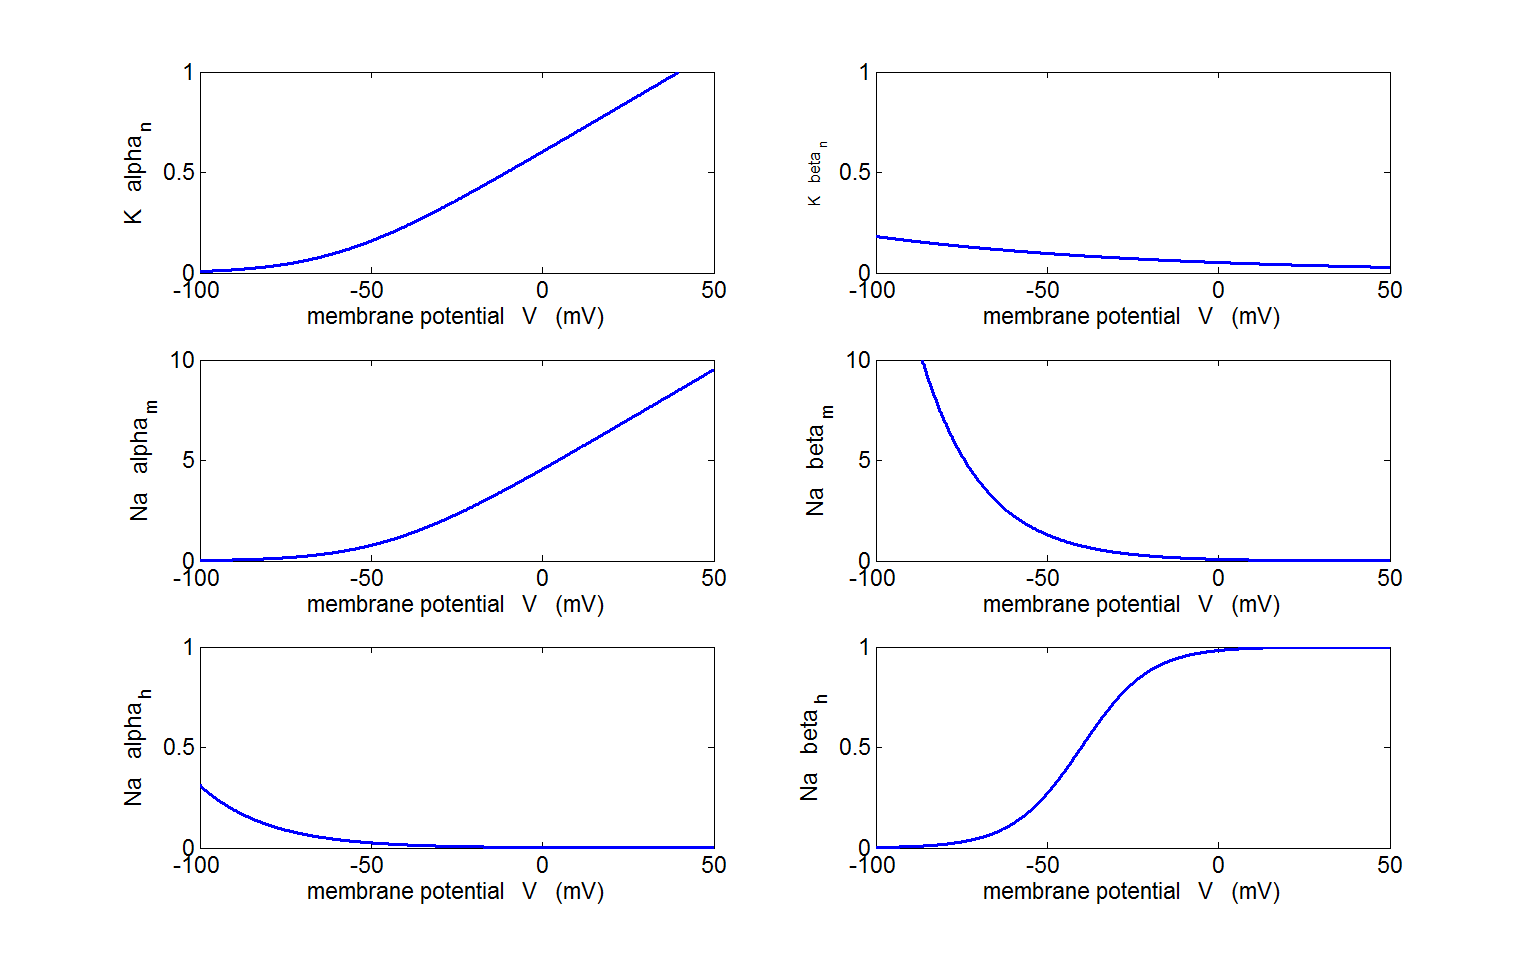 K alpha n
1
0.5
0
-100 -50 0 50
membrane potential V (mV)
K beta n
1
0.5
0
-100 -50 0 50
membrane potential V (mV)
Na alpha m
10
5
0
-100 -50 0 50
membrane potential V (mV)
Na beta m
10
5
0
-100 -50 0 50
membrane potential V (mV)
Na alpha h
1
0.5
0
-100 -50 0 50
membrane potential V (mV)
Na beta h
1
0.5
0
-100 -50 0 50
membrane potential V (mV)